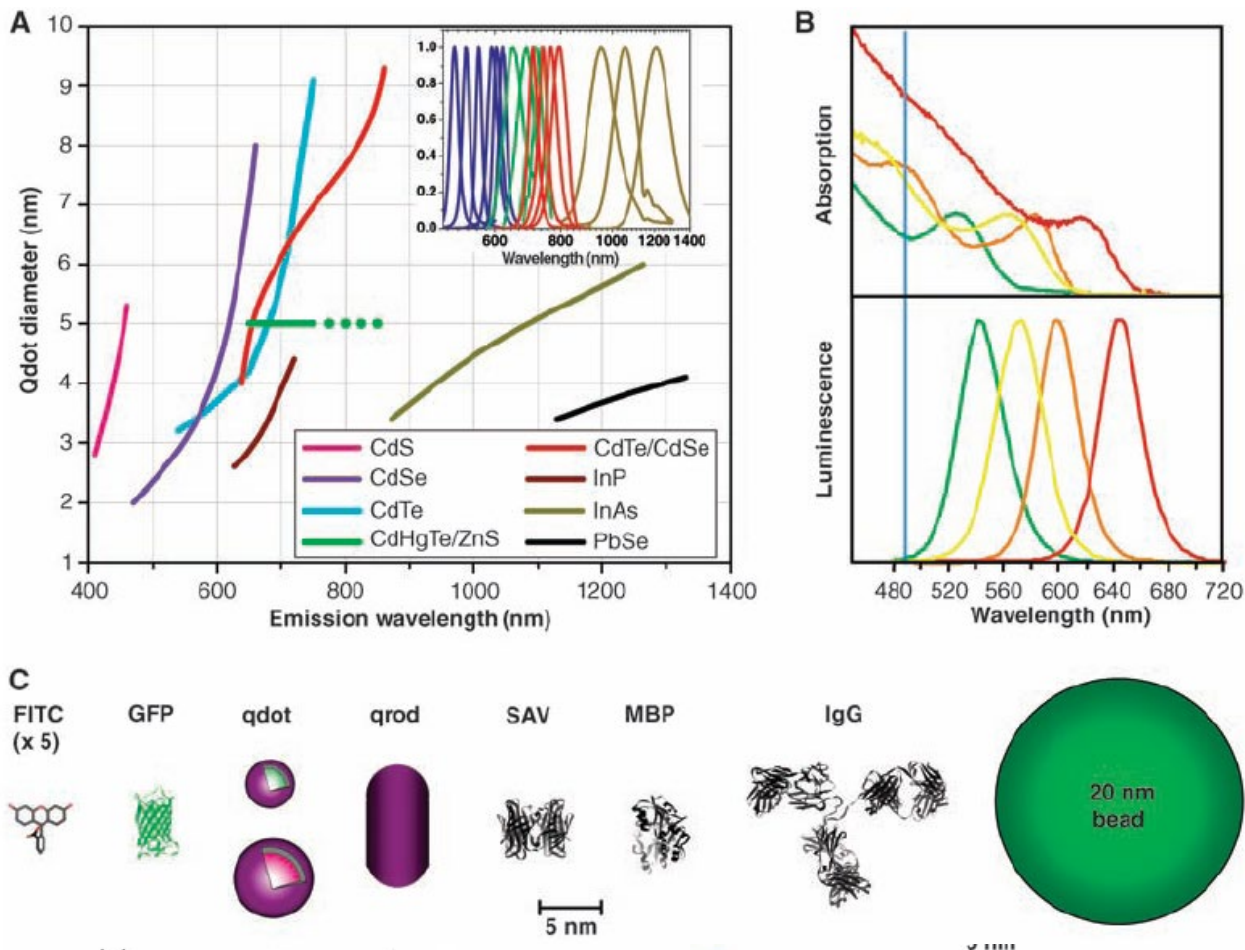 A
10
9
8
7
6
5
4
3
2
1
Qdot diameter (nm)
400
600
800
1000
1200
1400
Emission wavelength (nm)
1.0
0.8
0.6
0.4
0.2
0.0
600
800
1000
1200
1400
Wavelength (nm)
CdS
CdSe
CdTe
CdHgTe/ZnS
CdTe/CdSe
InP
InAs
PbSe
B
Absorption
Luminescence
480
520
560
600
640
680
720
Wavelength (nm)
C
FITC
(x 5)
GFP
qdot
qrod
SAV
MBP
IgG
20 nm
bead
5 nm